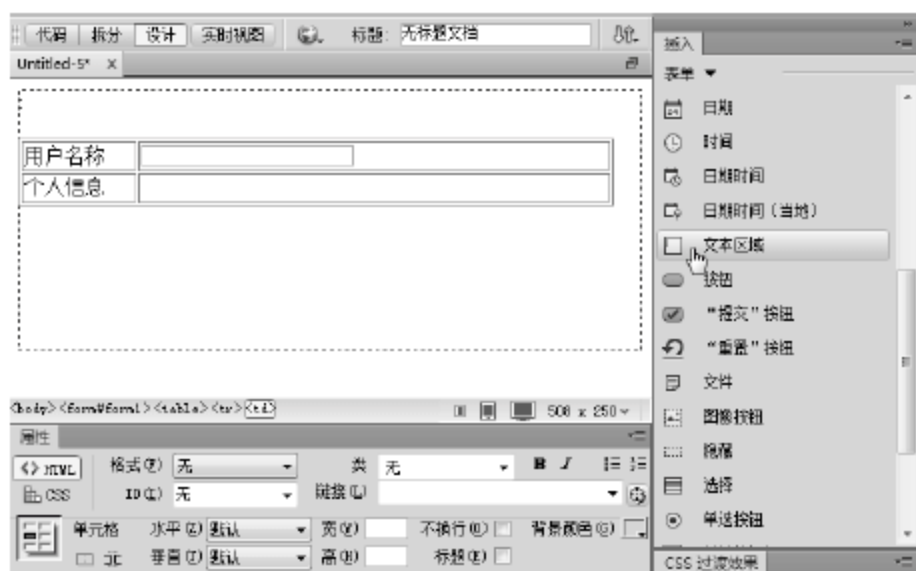 代码 拆分 设计 实时视图 标题: 无标题文档
Untitled-5* X
用户名称
个人信息
<body><form#form1><table><tr><td> 508 x 250
属性
<> HTML 格式(F) 无 类 无 B I
CSS ID(I) 无 链接(L)
单元格 水平(Z) 默认 宽(W) 不换行(O) 背景颜色(G)
垂直(T) 默认 高(H) 标题(E)
插入
表单
日期
时间
日期时间
日期时间(当地)
文本区域
按钮
“提交”按钮
“重置”按钮
文件
图像按钮
隐藏
选择
单选按钮
CSS 过渡效果